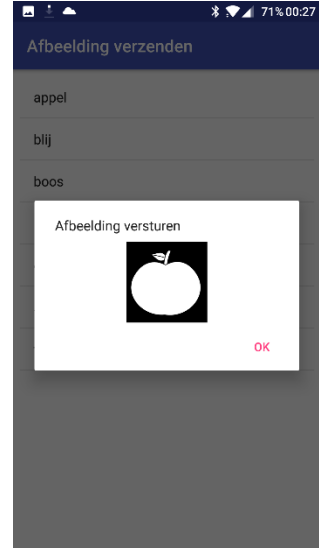 71% 00:27
Afbeelding verzenden
appel
blij
boos
Afbeelding versturen
OK